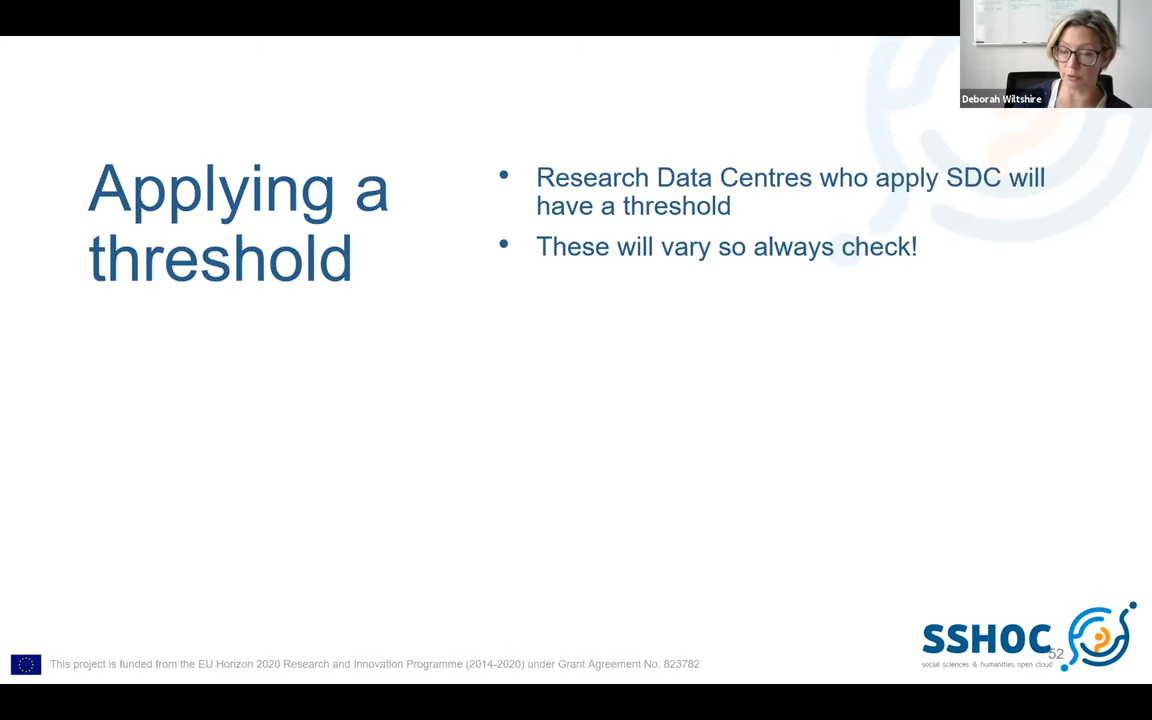 Deborah Wiltshire
Applying a
threshold
• Research Data Centres who apply SDC will
have a threshold
• These will vary so always check!
SSHOC
social sciences & humanities open cloud
52
This project is funded from the EU Horizon 2020 Research and Innovation Programme (2014-2020) under Grant Agreement No. 823782